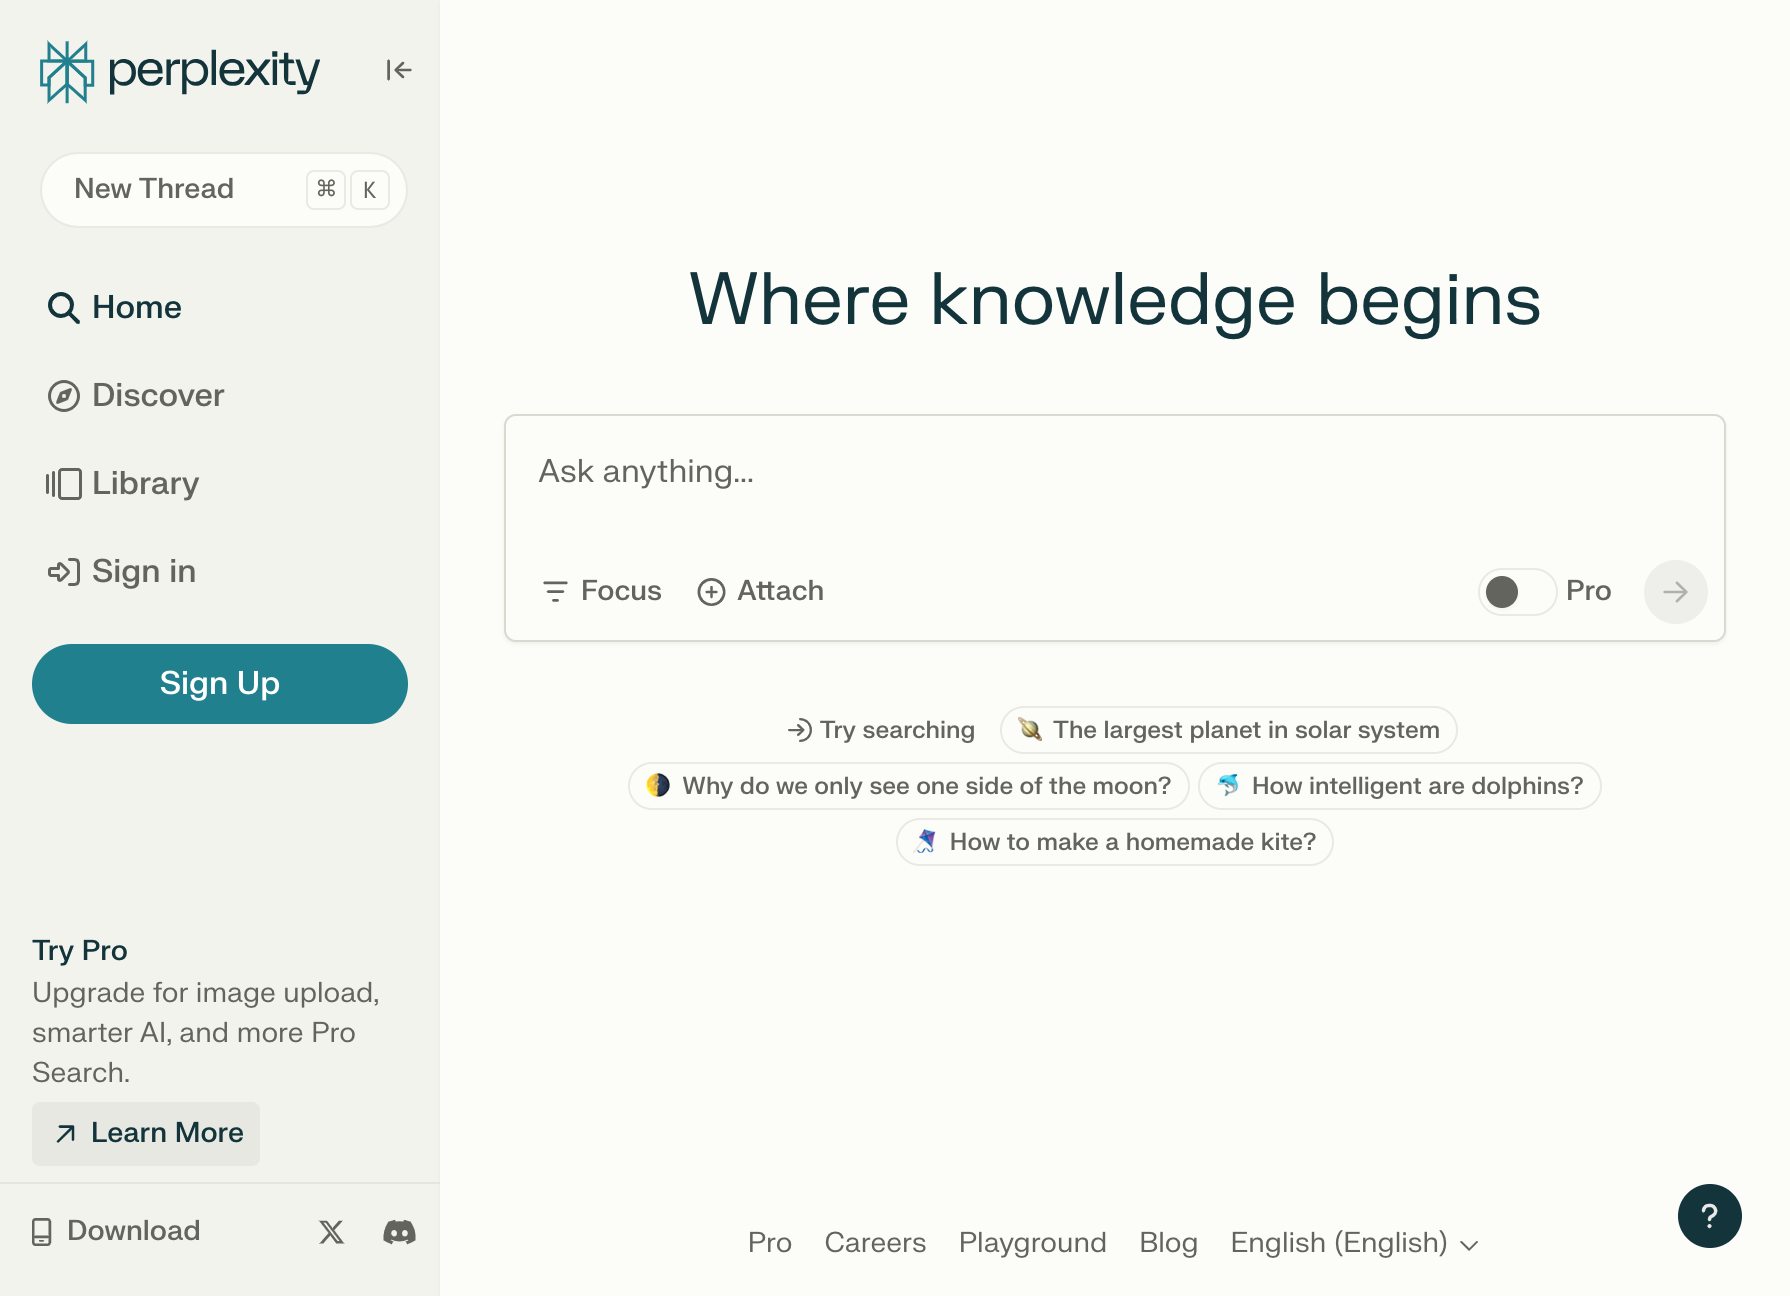 perplexity
New Thread ⌘ K
Home
Discover
Library
Sign in
Sign Up
Try Pro
Upgrade for image upload,
smarter AI, and more Pro
Search.
Learn More
Download
Where knowledge begins
Ask anything...
Focus Attach Pro
Try searching The largest planet in solar system
Why do we only see one side of the moon? How intelligent are dolphins?
How to make a homemade kite?
Pro Careers Playground Blog English (English)
?